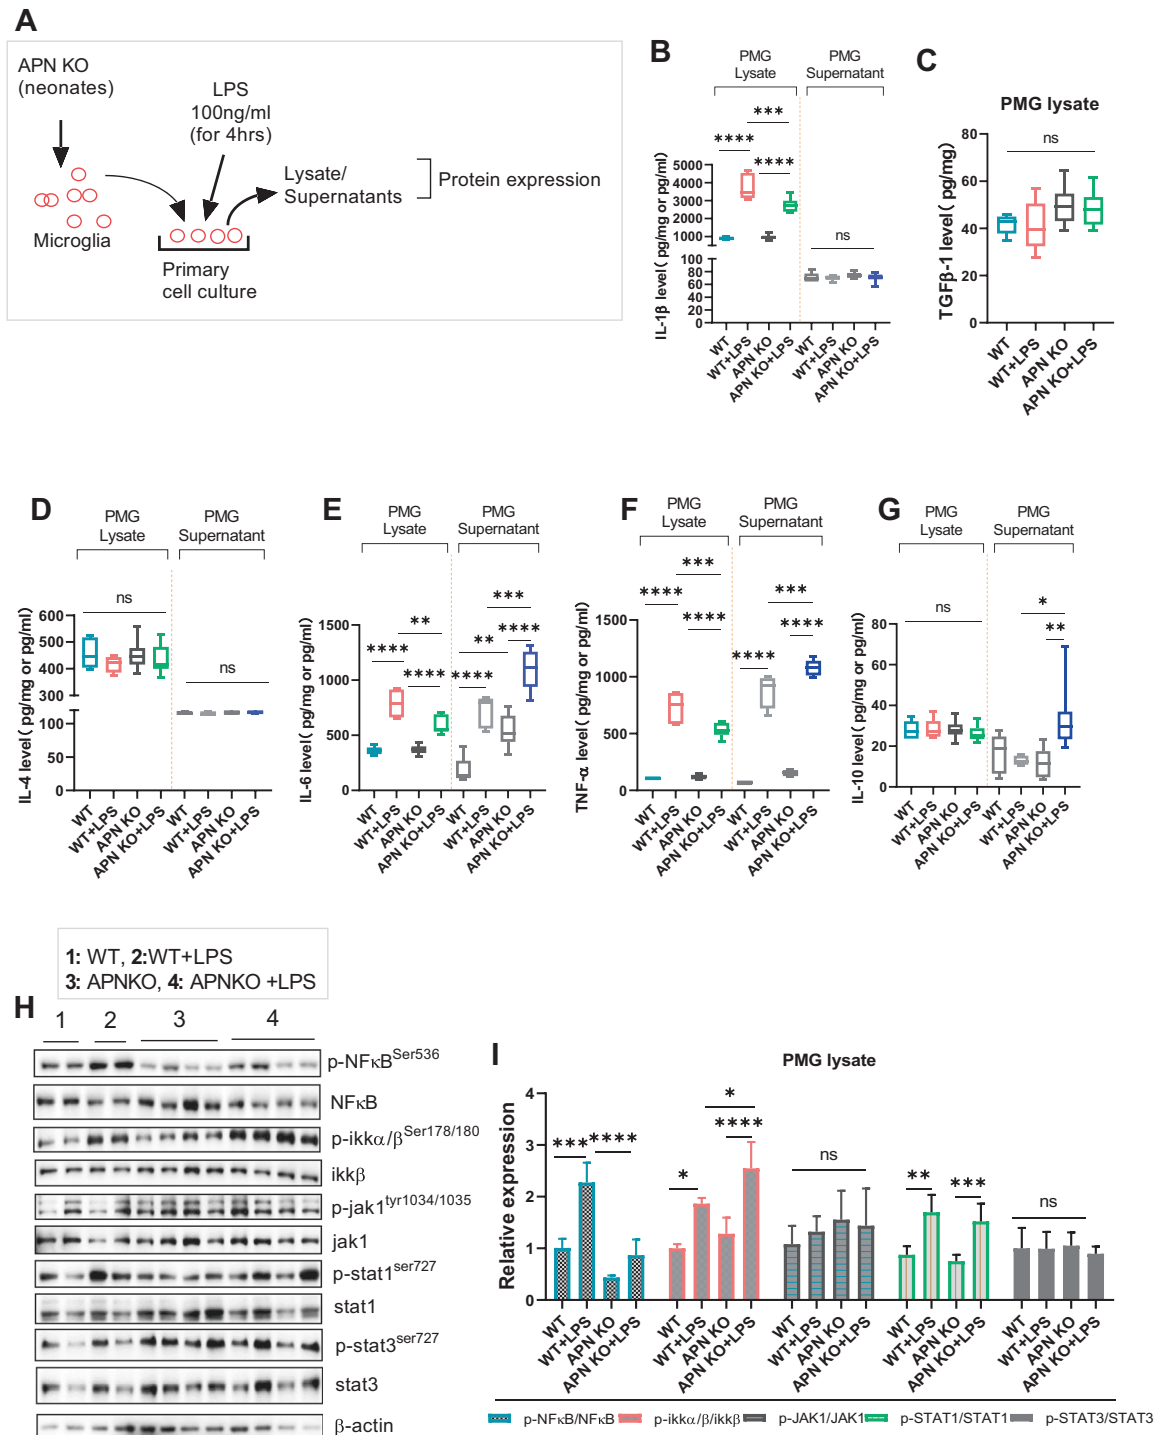 A
APN KO
(neonates)
LPS
100ng/ml
(for 4hrs)
Lysate/
Supernatants
Protein expression
Microglia
Primary
cell culture
B
PMG
Lysate
PMG
Supernatant
***
****
****
ns
IL-1β level( pg/mg or pg/ml)
5000
4000
3000
2000
1000
100
80
60
40
20
0
WT
WT+LPS
APN KO
APN KO+LPS
WT
WT+LPS
APN KO
APN KO+LPS
C
PMG lysate
ns
TGFβ-1 level( pg/mg)
80
60
40
20
0
WT
WT+LPS
APN KO
APN KO+LPS
D
PMG
Lysate
PMG
Supernatant
ns
ns
IL-4 level( pg/mg or pg/ml)
600
500
400
300
100
50
0
WT
WT+LPS
APN KO
APN KO+LPS
WT
WT+LPS
APN KO
APN KO+LPS
E
PMG
Lysate
PMG
Supernatant
***
**
**
****
****
****
****
IL-6 level( pg/mg or pg/ml)
1500
1000
500
0
WT
WT+LPS
APN KO
APN KO+LPS
WT
WT+LPS
APN KO
APN KO+LPS
F
PMG
Lysate
PMG
Supernatant
***
****
***
****
****
****
TNF-α level( pg/mg or pg/ml)
1500
1000
500
0
WT
WT+LPS
APN KO
APN KO+LPS
WT
WT+LPS
APN KO
APN KO+LPS
G
PMG
Lysate
PMG
Supernatant
ns
*
**
IL-10 level( pg/mg or pg/ml)
80
60
40
20
0
WT
WT+LPS
APN KO
APN KO+LPS
WT
WT+LPS
APN KO
APN KO+LPS
1: WT, 2:WT+LPS
3: APNKO, 4: APNKO +LPS
H
1 2 3 4
p-NFκB^Ser536
NFκB
p-ikkα/β^Ser178/180
ikkβ
p-jak1^tyr1034/1035
jak1
p-stat1^ser727
stat1
p-stat3^ser727
stat3
β-actin
I
PMG lysate
Relative expression
4
3
2
1
0
***
****
*
*
****
ns
**
***
ns
WT
WT+LPS
APN KO
APN KO+LPS
WT
WT+LPS
APN KO
APN KO+LPS
WT
WT+LPS
APN KO
APN KO+LPS
WT
WT+LPS
APN KO
APN KO+LPS
WT
WT+LPS
APN KO
APN KO+LPS
p-NFκB/NFκB p-ikkα/β/ikkβ p-JAK1/JAK1 p-STAT1/STAT1 p-STAT3/STAT3